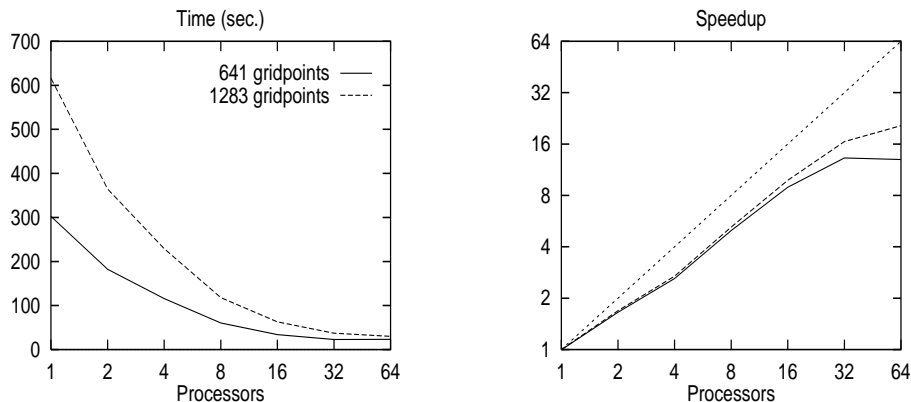 Time (sec.)
700
600
500
400
300
200
100
0
641 gridpoints
1283 gridpoints
1 2 4 8 16 32 64
Processors
Speedup
64
32
16
8
4
2
1
1 2 4 8 16 32 64
Processors